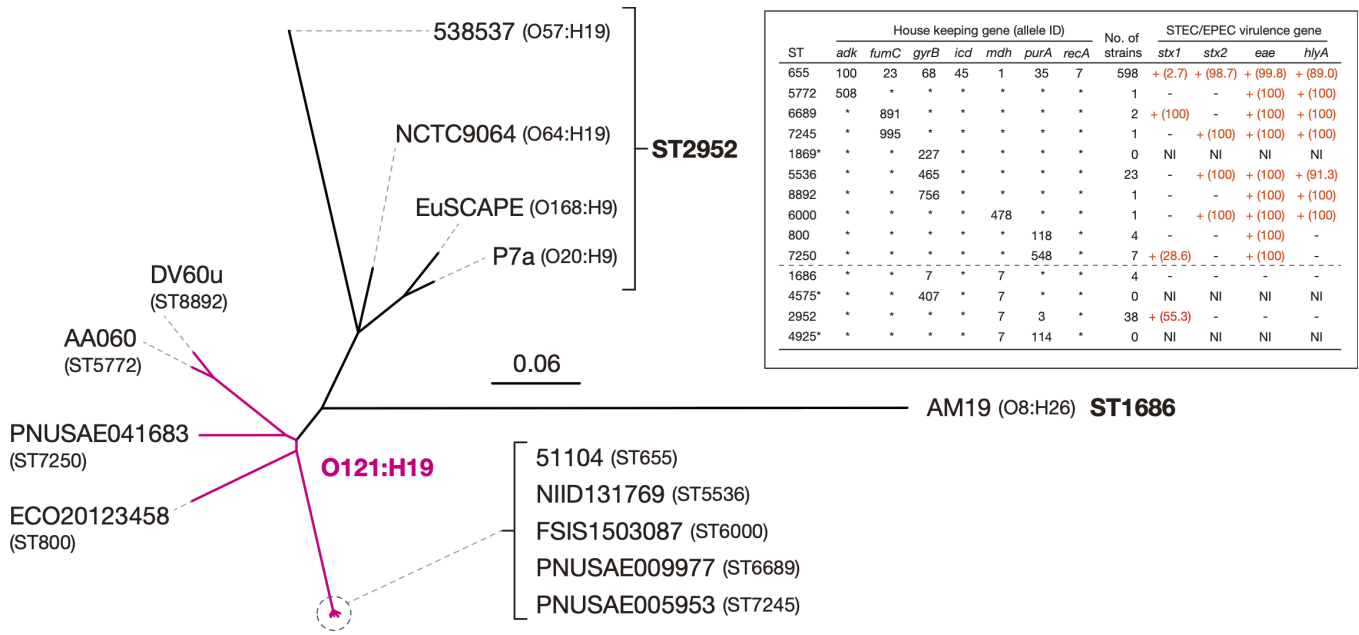 538537 (O57:H19)
NCTC9064 (O64:H19)
ST2952
EuSCAPE (O168:H9)
P7a (O20:H9)
DV60u
(ST8892)
AA060
(ST5772)
0.06
AM19 (O8:H26) ST1686
PNUSAE041683
(ST7250)
O121:H19
ECO20123458
(ST800)
51104 (ST655)
NIID131769 (ST5536)
FSIS1503087 (ST6000)
PNUSAE009977 (ST6689)
PNUSAE005953 (ST7245)
House keeping gene (allele ID) No. of strains STEC/EPEC virulence gene
ST adk fumC gyrB icd mdh purA recA stx1 stx2 eae hlyA
655 100 23 68 45 1 35 7 598 + (2.7) + (98.7) + (99.8) + (89.0)
5772 508 * * * * * * 1 - - + (100) + (100)
6689 * 891 * * * * * 2 + (100) - + (100) + (100)
7245 * 995 * * * * * 1 - + (100) + (100) + (100)
1869* * * 227 * * * * 0 NI NI NI NI
5536 * * 465 * * * * 23 - + (100) + (100) + (91.3)
8892 * * 756 * * * * 1 - - + (100) + (100)
6000 * * * * 478 * * 1 - + (100) + (100) + (100)
800 * * * * * 118 * 4 - - + (100) -
7250 * * * * * 548 * 7 + (28.6) - + (100) -
1686 * * 7 * 7 * * 4 - - - -
4575* * * 407 * 7 * * 0 NI NI NI NI
2952 * * * * 7 3 * 38 + (55.3) - - -
4925* * * * * 7 114 * 0 NI NI NI NI